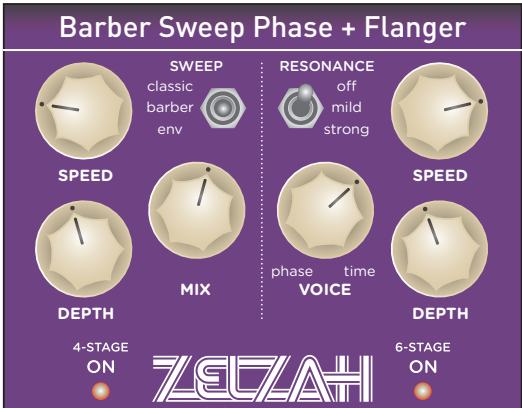 Barber Sweep Phase + Flanger
SWEEP
classic
barber
env
RESONANCE
off
mild
strong
SPEED
SPEED
MIX
phase time
VOICE
DEPTH
DEPTH
4-STAGE
ON
ZELZAH
6-STAGE
ON